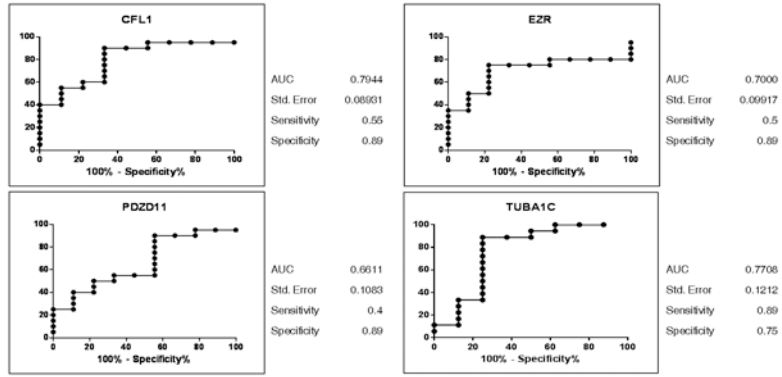 CFL1
100
80
60
40
20
0
0 20 40 60 80 100
100% - Specificity%
AUC 0.7944
Std. Error 0.08931
Sensitivity 0.55
Specificity 0.89
EZR
100
80
60
40
20
0
0 20 40 60 80 100
100% - Specificity%
AUC 0.7000
Std. Error 0.09917
Sensitivity 0.5
Specificity 0.89
PDZD11
100
80
60
40
20
0
0 20 40 60 80 100
100% - Specificity%
AUC 0.6611
Std. Error 0.1083
Sensitivity 0.4
Specificity 0.89
TUBA1C
100
80
60
40
20
0
0 20 40 60 80 100
100% - Specificity%
AUC 0.7708
Std. Error 0.1212
Sensitivity 0.89
Specificity 0.75